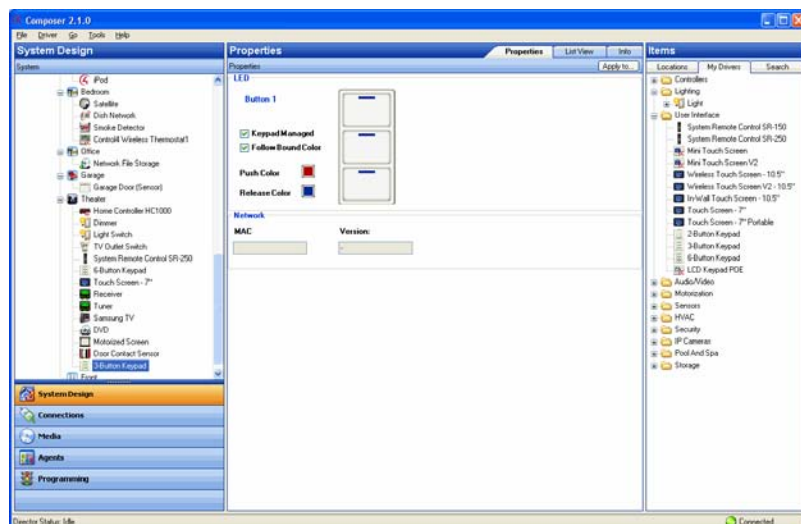 Composer 2.1.0
File Driver Go Tools Help
System Design
System
iPod
Bedroom
Satellite
Dish Network
Smoke Detector
Control4 Wireless Thermostat1
Office
Network File Storage
Garage
Garage Door (Sensor)
Theater
Home Controller HC1000
Dimmer
Light Switch
TV Outlet Switch
System Remote Control SR-250
6-Button Keypad
Touch Screen - 7"
Receiver
Tuner
Samsung TV
DVD
Motorized Screen
Door Contact Sensor
3-Button Keypad
Front
System Design
Connections
Media
Agents
Programming
Director Status: Idle
Properties
Properties List View Info
Properties Apply to...
LED
Button 1
Keypad Managed
Follow Bound Color
Push Color
Release Color
Network
MAC Version:
-
Items
Locations My Drivers Search
Controllers
Lighting
Light
User Interface
System Remote Control SR-150
System Remote Control SR-250
Mini Touch Screen
Mini Touch Screen V2
Wireless Touch Screen - 10.5"
Wireless Touch Screen V2 - 10.5"
In-Wall Touch Screen - 10.5"
Touch Screen - 7"
Touch Screen - 7" Portable
2-Button Keypad
3-Button Keypad
6-Button Keypad
LCD Keypad POE
Audio/Video
Motorization
Sensors
HVAC
Security
IP Cameras
Pool And Spa
Storage
Connected